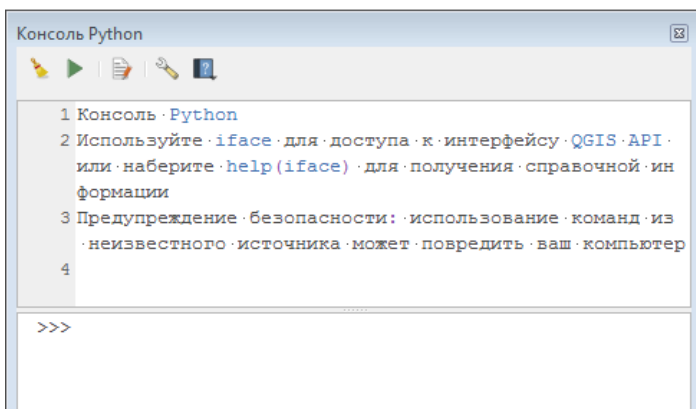 Консоль Python
1 Консоль Python
2 Используйте iface для доступа к интерфейсу QGIS API
или наберите help(iface) для получения справочной ин
формации
3 Предупреждение безопасности: использование команд из
неизвестного источника может повредить ваш компьютер
4
>>>